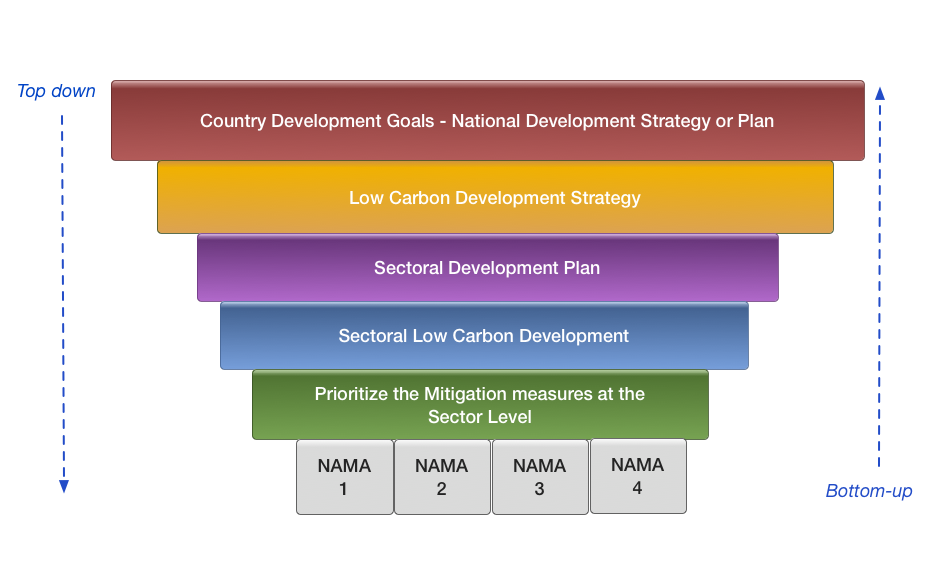 Top down
Country Development Goals - National Development Strategy or Plan
Low Carbon Development Strategy
Sectoral Development Plan
Sectoral Low Carbon Development
Prioritize the Mitigation measures at the
Sector Level
NAMA
1
NAMA
2
NAMA
3
NAMA
4
Bottom-up